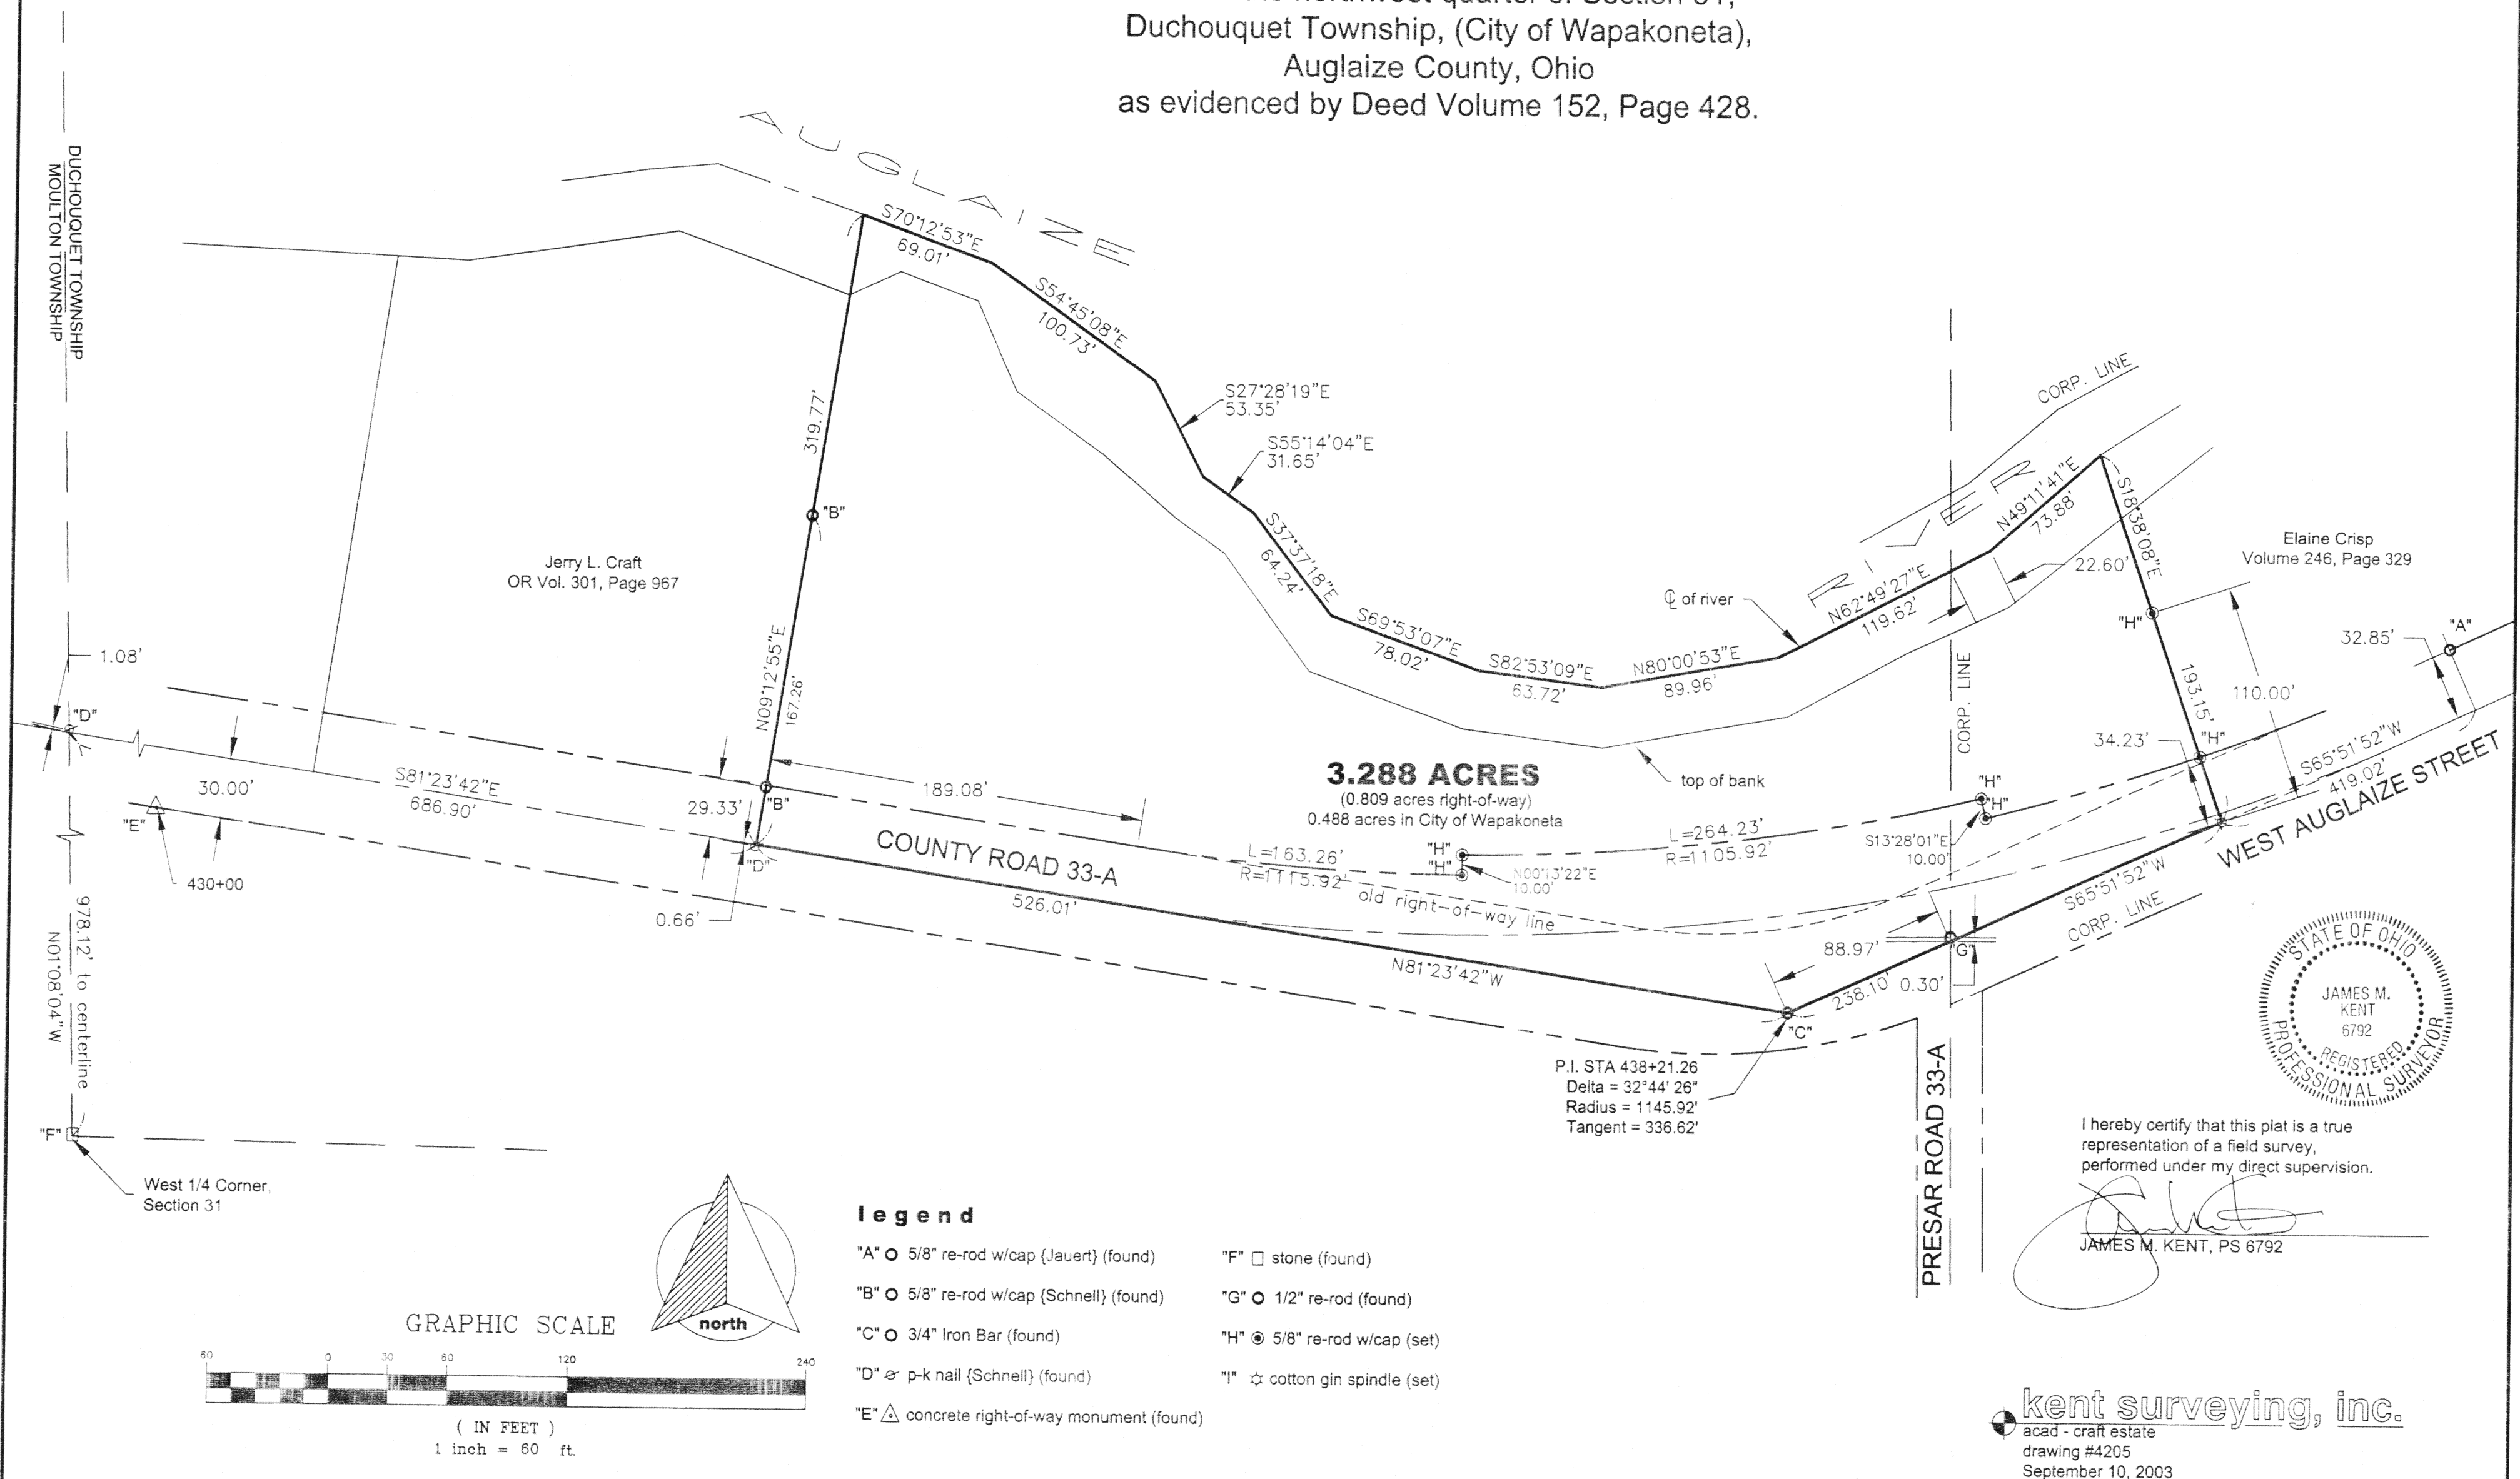 Duchouquet Township, (City of Wapakoneta),
Auglaize County, Ohio
as evidenced by Deed Volume 152, Page 428.
DUCHOUQUET TOWNSHIP
MOULTON TOWNSHIP
AUGLAIZE
RIVER
S70°12'53"E
69.01'
S54°45'08"E
100.73'
S27°28'19"E
53.35'
S55°14'04"E
31.65'
S37°37'18"E
64.24'
S69°53'07"E
78.02'
S82°53'09"E
63.72'
N80°00'53"E
89.96'
N62°49'27"E
119.62'
N49°11'41"E
73.88'
22.60'
S18°38'08"E
193.15'
CORP. LINE
CORP. LINE
℄ of river
319.77'
"B"
Jerry L. Craft
OR Vol. 301, Page 967
N09°12'55"E
167.26'
Elaine Crisp
Volume 246, Page 329
"H"
"A"
32.85'
110.00'
34.23'
"H"
1.08'
"D"
"E"
430+00
30.00'
S81°23'42"E
686.90'
29.33'
"B"
"D"
0.66'
189.08'
COUNTY ROAD 33-A
526.01'
N81°23'42"W
3.288 ACRES
(0.809 acres right-of-way)
0.488 acres in City of Wapakoneta
top of bank
L=163.26'
R=1115.92'
"H"
"H"
N00°13'22"E
10.00'
old right-of-way line
L=264.23'
R=1105.92'
"H"
"H"
S13°28'01"E
10.00'
S65°51'52"W
419.02'
WEST AUGLAIZE STREET
S65°51'52"W
CORP. LINE
88.97'
"G"
238.10'
0.30'
"C"
P.I. STA 438+21.26
Delta = 32°44' 26"
Radius = 1145.92'
Tangent = 336.62'
PRESAR ROAD 33-A
978.12' to centerline
N01°08'04"W
"F"
West 1/4 Corner,
Section 31
STATE OF OHIO
JAMES M.
KENT
6792
REGISTERED
PROFESSIONAL SURVEYOR
I hereby certify that this plat is a true
representation of a field survey,
performed under my direct supervision.
JAMES M. KENT, PS 6792
north
GRAPHIC SCALE
60 0 30 60 120 240
( IN FEET )
1 inch = 60 ft.
legend
"A" 5/8" re-rod w/cap {Jauert} (found)
"B" 5/8" re-rod w/cap {Schnell} (found)
"C" 3/4" Iron Bar (found)
"D" p-k nail {Schnell} (found)
"E" concrete right-of-way monument (found)
"F" stone (found)
"G" 1/2" re-rod (found)
"H" 5/8" re-rod w/cap (set)
"I" cotton gin spindle (set)
kent surveying, inc.
acad - craft estate
drawing #4205
September 10, 2003